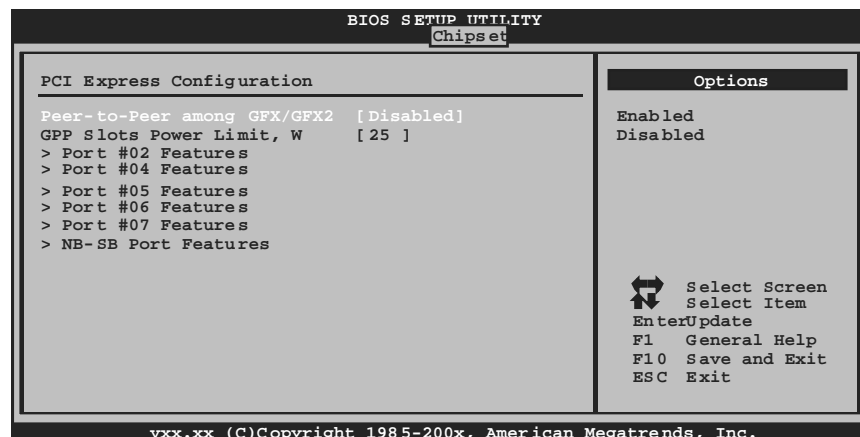 BIOS SETUP UTILITY
Chipset
PCI Express Configuration
Peer-to-Peer among GFX/GFX2 [Disabled]
GPP Slots Power Limit, W [25 ]
> Port #02 Features
> Port #04 Features
> Port #05 Features
> Port #06 Features
> Port #07 Features
> NB-SB Port Features
Options
Enabled
Disabled
Select Screen
Select Item
EnterUpdate
F1 General Help
F10 Save and Exit
ESC Exit
vxx.xx (C)Copyright 1985-200x, American Megatrends, Inc.